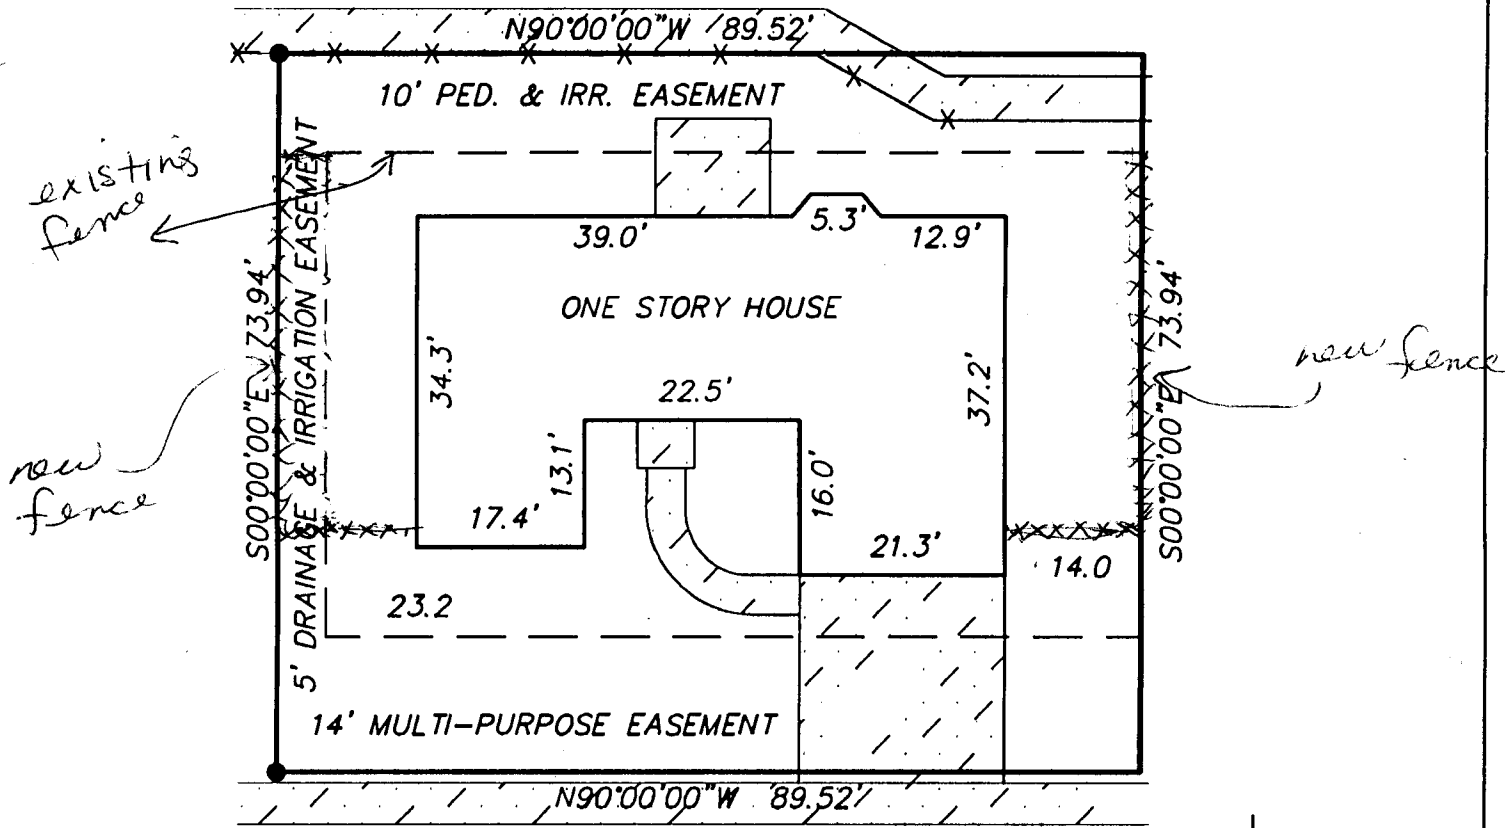 N90°00'00"W 89.52'
10' PED. & IRR. EASEMENT
existing
fence
5.3'
39.0'
12.9'
ONE STORY HOUSE
S00°00'00"E 73.94'
5' DRAINAGE & IRRIGATION EASEMENT
34.3'
22.5'
37.2'
S00°00'00"E 73.94'
new fence
new
fence
13.1'
16.0'
17.4'
21.3'
14.0
23.2
14' MULTI-PURPOSE EASEMENT
N90°00'00"W 89.52'